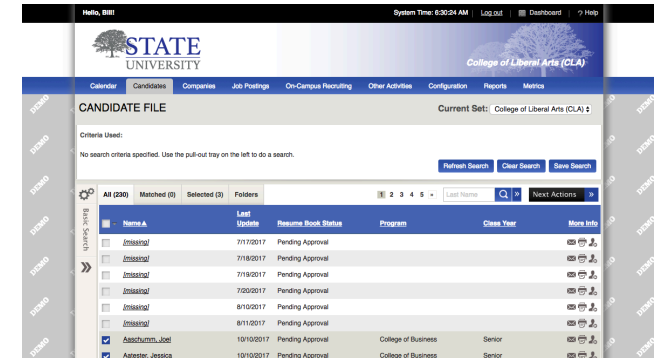 Hello, Bill!
System Time: 6:30:24 AM | Log out | Dashboard | ? Help
STATE
UNIVERSITY
College of Liberal Arts (CLA)
Calendar Candidates Companies Job Postings On-Campus Recruiting Other Activities Configuration Reports Metrics
CANDIDATE FILE
Current Set: College of Liberal Arts (CLA)
Criteria Used:
No search criteria specified. Use the pull-out tray on the left to do a search.
Refresh Search Clear Search Save Search
All (230) Matched (0) Selected (3) Folders
1 2 3 4 5 » Last Name » Next Actions »
Basic Search
Name Last Update Resume Book Status Program Class Year More Info
[missing] 7/17/2017 Pending Approval
[missing] 7/18/2017 Pending Approval
[missing] 7/19/2017 Pending Approval
[missing] 7/20/2017 Pending Approval
[missing] 8/10/2017 Pending Approval
[missing] 8/11/2017 Pending Approval
Aaschumm, Joel 10/10/2017 Pending Approval College of Business Senior
Aatester, Jessica 10/10/2017 Pending Approval College of Business Senior
DEMO